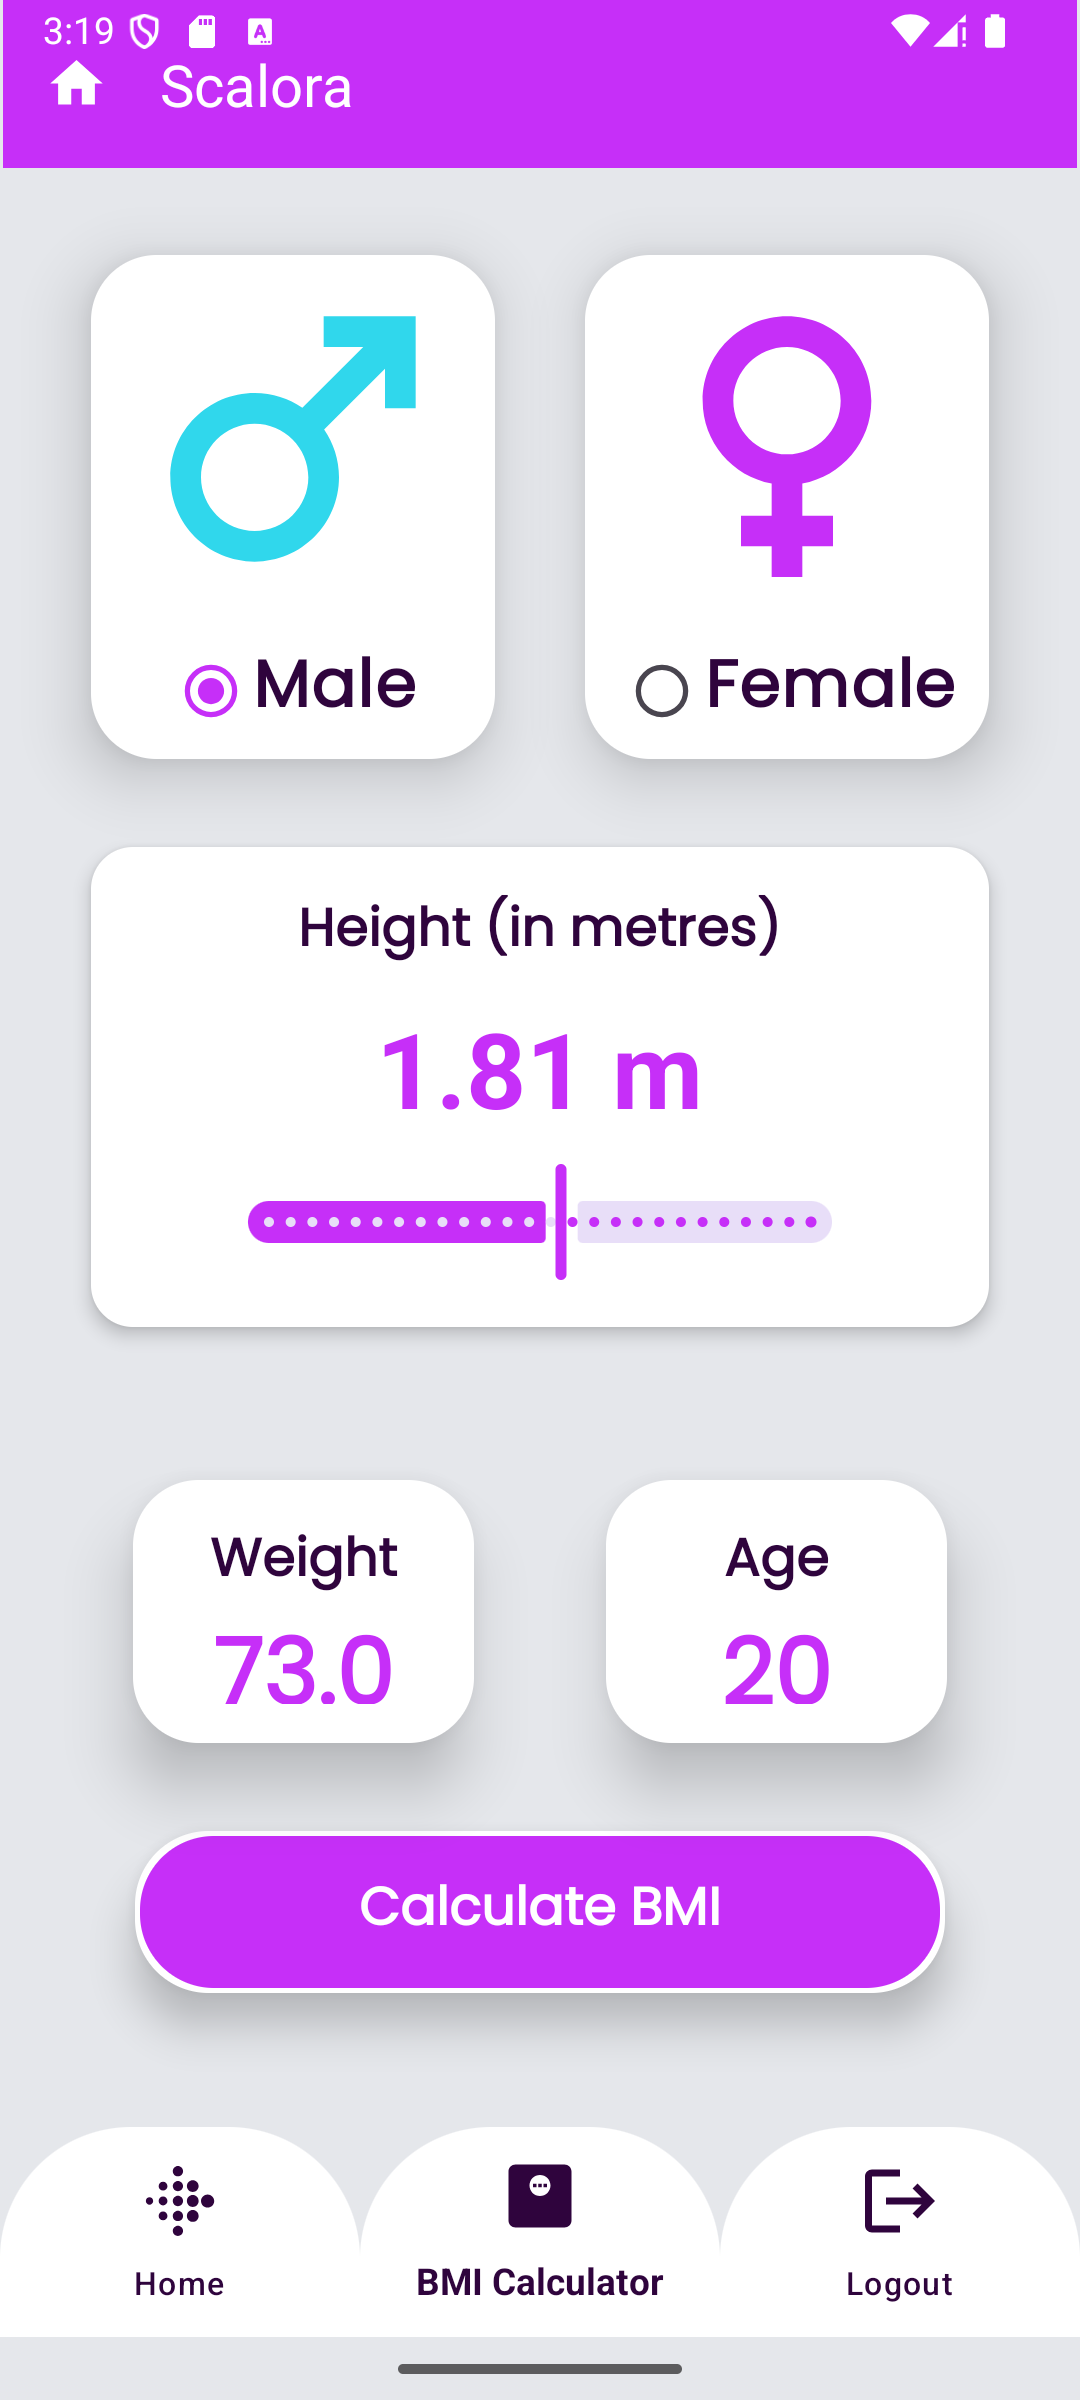 3:19
Scalora
Male
Female
Height (in metres)
1.81 m
Weight
Age
73.0
20
Calculate BMI
Home
BMI Calculator
Logout